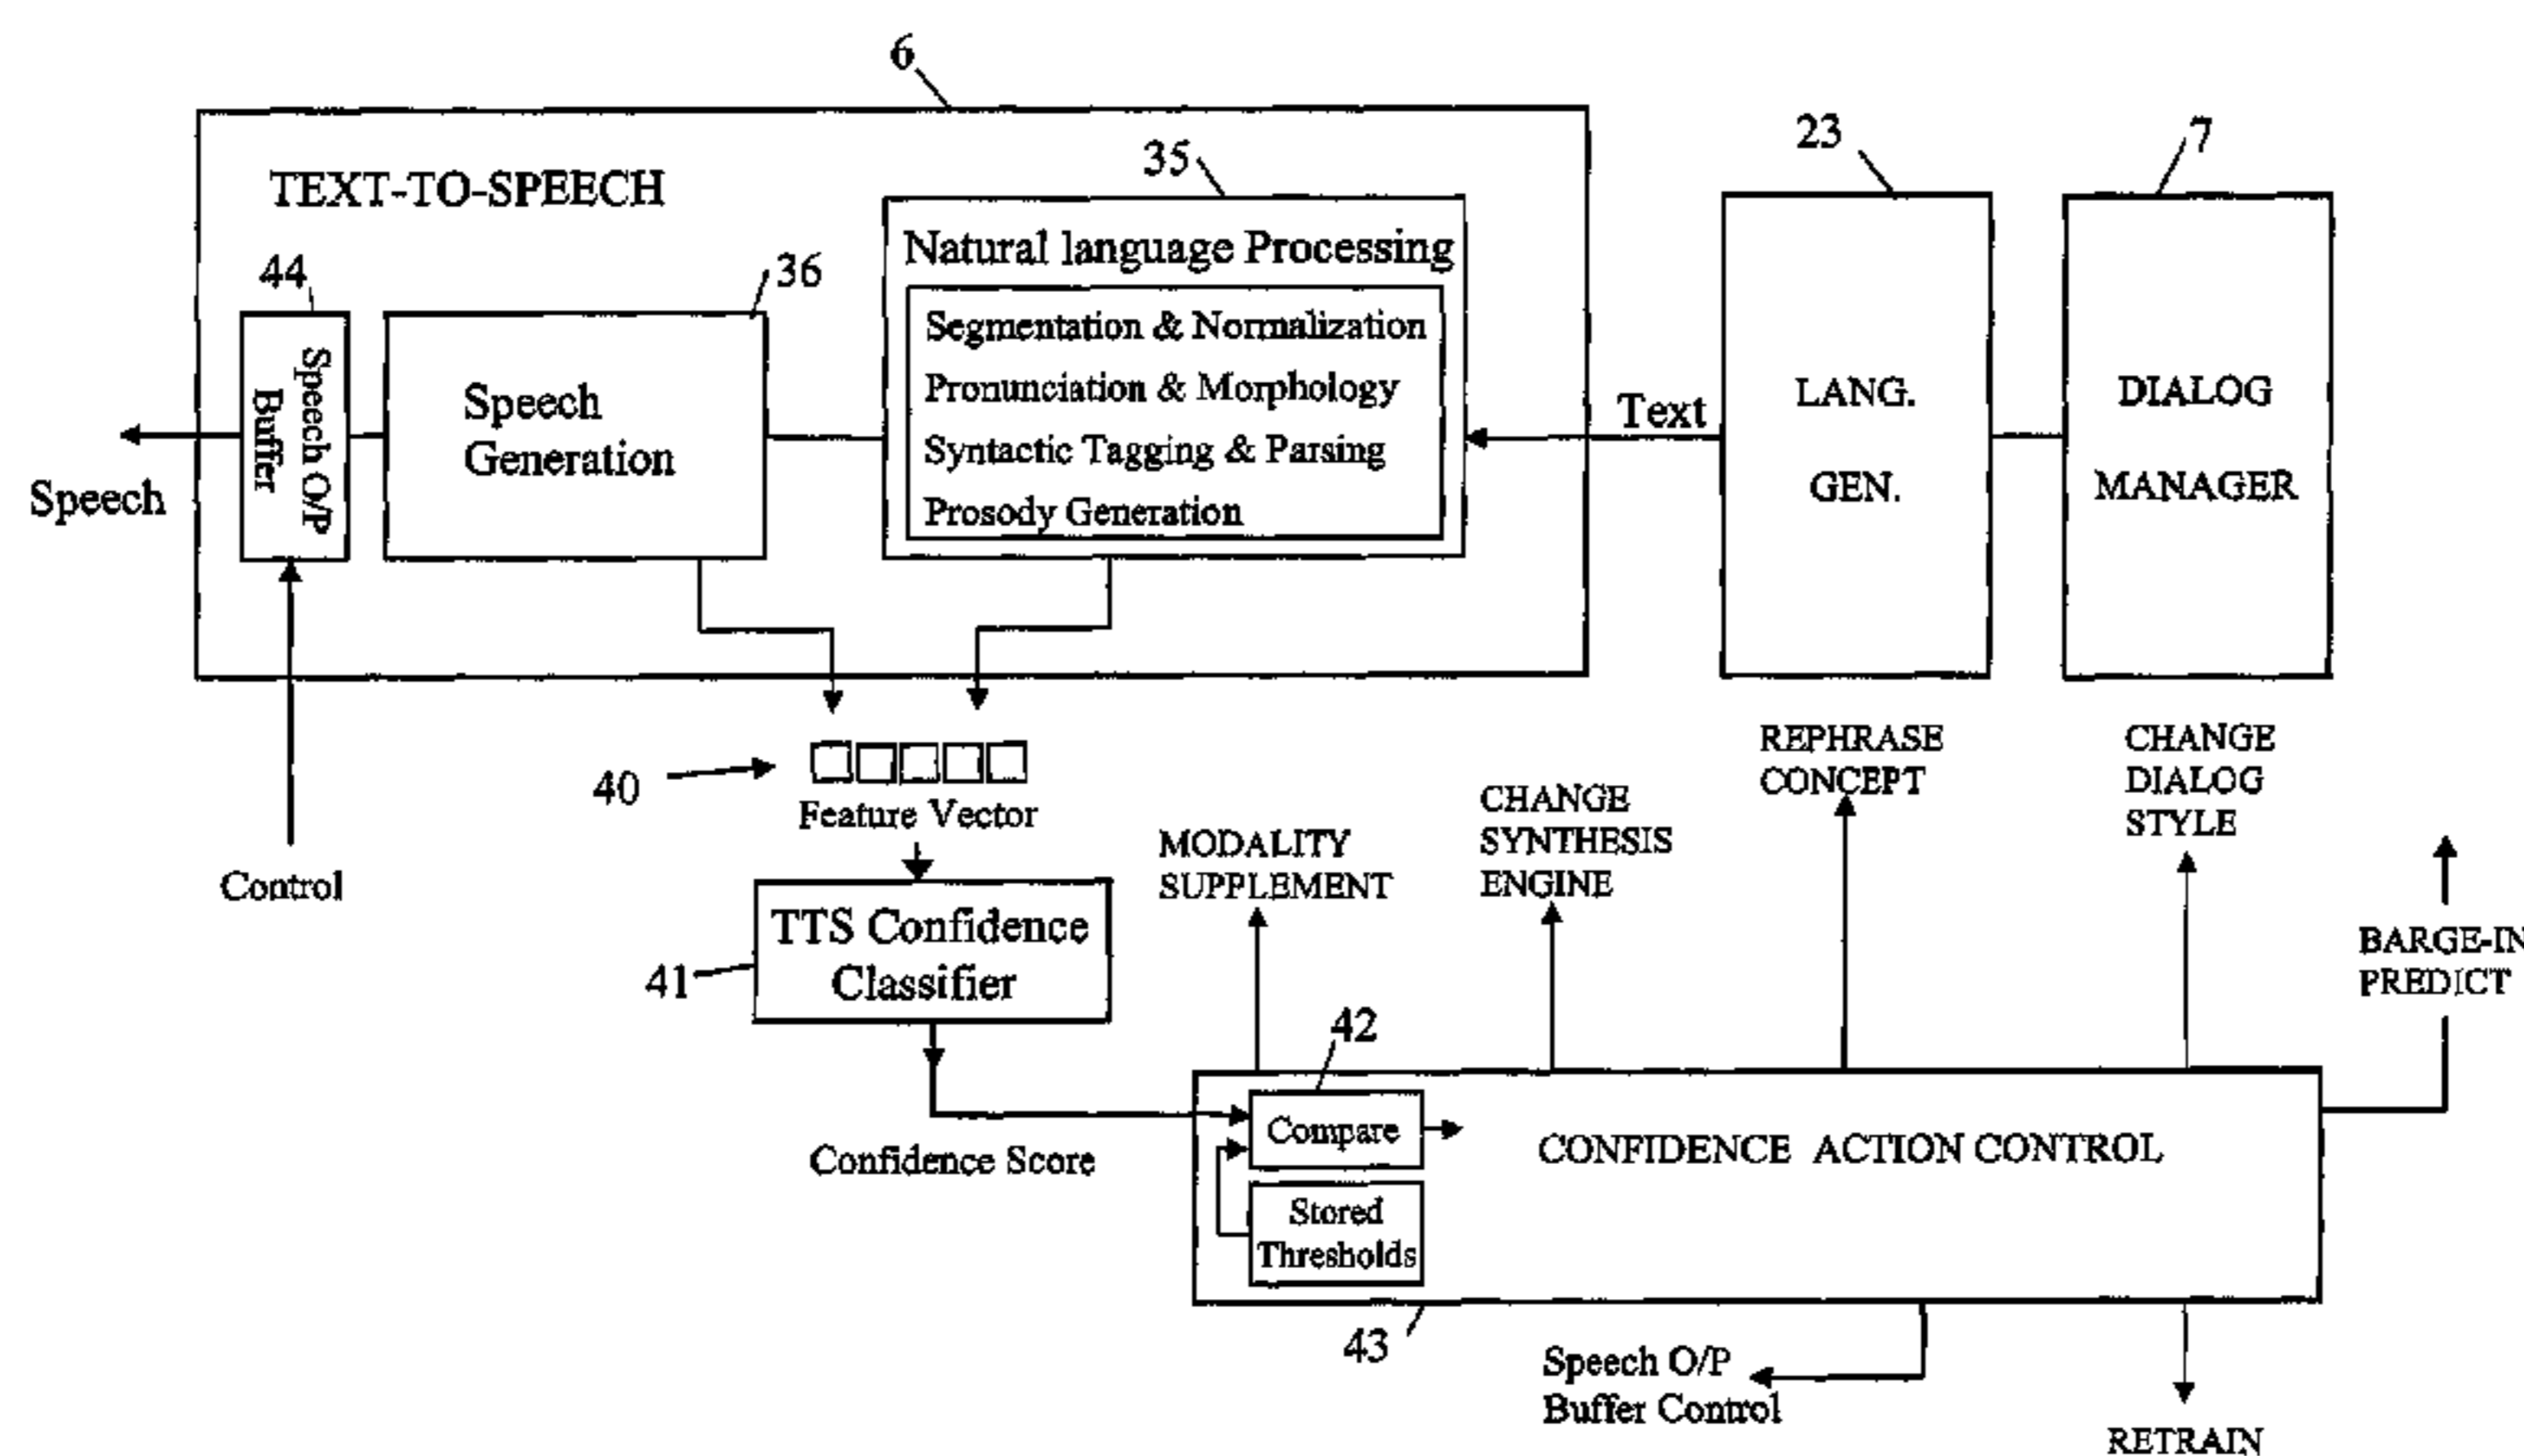 6
TEXT-TO-SPEECH
35
23
7
Natural language Processing
44
36
Segmentation & Normalization
Pronunciation & Morphology
Syntactic Tagging & Parsing
Prosody Generation
Speech O/P
Buffer
Speech
Generation
Text
LANG.
GEN.
DIALOG
MANAGER
Speech
Control
40
Feature Vector
TTS Confidence
Classifier
41
Confidence Score
MODALITY
SUPPLEMENT
CHANGE
SYNTHESIS
ENGINE
REPHRASE
CONCEPT
CHANGE
DIALOG
STYLE
BARGE-IN
PREDICT
42
Compare
Stored
Thresholds
CONFIDENCE ACTION CONTROL
43
Speech O/P
Buffer Control
RETRAIN